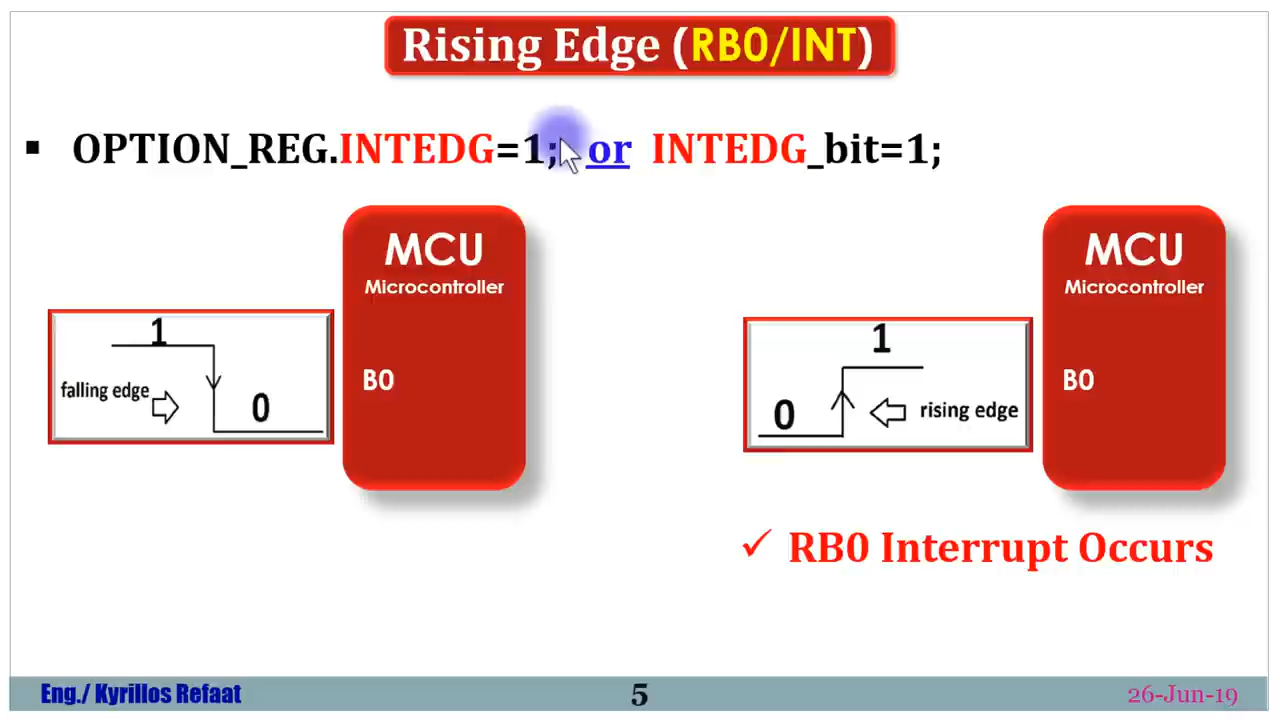 Rising Edge (RB0/INT)
▪ OPTION_REG.INTEDG=1; or INTEDG_bit=1;
MCU
Microcontroller
1
falling edge
0
B0
MCU
Microcontroller
1
0
rising edge
B0
✓ RB0 Interrupt Occurs
Eng./ Kyrillos Refaat
5
26-Jun-19